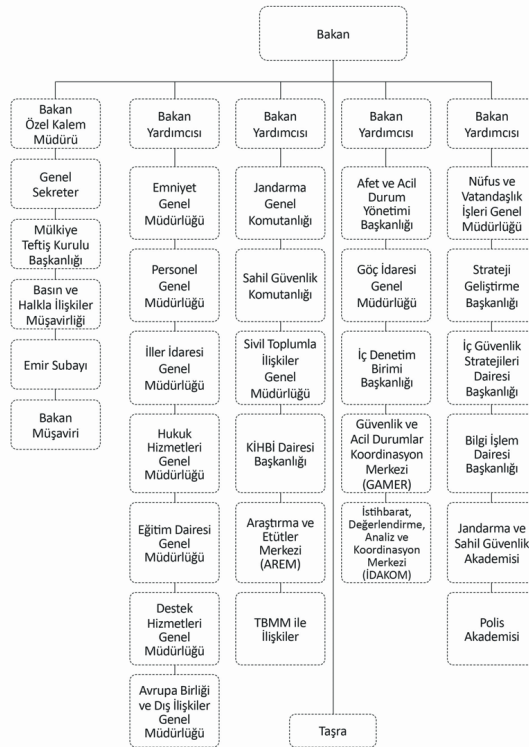 Bakan
Bakan
Özel Kalem
Müdürü
Genel
Sekreter
Mülkiye
Teftiş Kurulu
Başkanlığı
Basın ve
Halkla İlişkiler
Müşavirliği
Emir Subayı
Bakan
Müşaviri
Bakan
Yardımcısı
Emniyet
Genel
Müdürlüğü
Personel
Genel
Müdürlüğü
İller İdaresi
Genel
Müdürlüğü
Hukuk
Hizmetleri
Genel
Müdürlüğü
Eğitim Dairesi
Genel
Müdürlüğü
Destek
Hizmetleri
Genel
Müdürlüğü
Avrupa Birliği
ve Dış İlişkiler
Genel
Müdürlüğü
Bakan
Yardımcısı
Jandarma
Genel
Komutanlığı
Sahil Güvenlik
Komutanlığı
Sivil Toplumla
İlişkiler
Genel
Müdürlüğü
KİHBİ Dairesi
Başkanlığı
Araştırma ve
Etütler
Merkezi
(AREM)
TBMM ile
İlişkiler
Bakan
Yardımcısı
Afet ve Acil
Durum
Yönetimi
Başkanlığı
Göç İdaresi
Genel
Müdürlüğü
İç Denetim
Birimi
Başkanlığı
Güvenlik ve
Acil Durumlar
Koordinasyon
Merkezi
(GAMER)
İstihbarat,
Değerlendirme,
Analiz ve
Koordinasyon
Merkezi
(İDAKOM)
Bakan
Yardımcısı
Nüfus ve
Vatandaşlık
İşleri Genel
Müdürlüğü
Strateji
Geliştirme
Başkanlığı
İç Güvenlik
Stratejileri
Dairesi
Başkanlığı
Bilgi İşlem
Dairesi
Başkanlığı
Jandarma ve
Sahil Güvenlik
Akademisi
Polis
Akademisi
Taşra